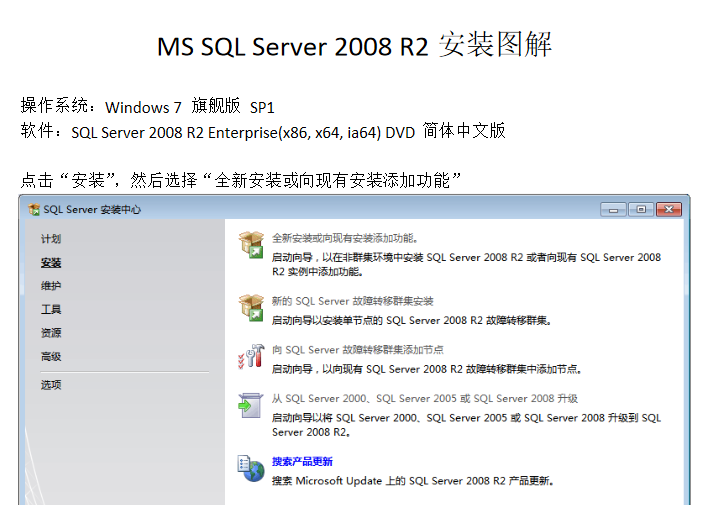 MS SQL Server 2008 R2 安装图解
操作系统：Windows 7 旗舰版 SP1
软件：SQL Server 2008 R2 Enterprise(x86, x64, ia64) DVD 简体中文版
点击“安装”，然后选择“全新安装或向现有安装添加功能”
SQL Server 安装中心
计划
安装
维护
工具
资源
高级
选项
全新安装或向现有安装添加功能。
启动向导，以在非群集环境中安装 SQL Server 2008 R2 或者向现有 SQL Server 2008
R2 实例中添加功能。
新的 SQL Server 故障转移群集安装
启动向导以安装单节点的 SQL Server 2008 R2 故障转移群集。
向 SQL Server 故障转移群集添加节点
启动向导，以向现有 SQL Server 2008 R2 故障转移群集中添加节点。
从 SQL Server 2000、SQL Server 2005 或 SQL Server 2008 升级
启动向导以将 SQL Server 2000、SQL Server 2005 或 SQL Server 2008 升级到 SQL
Server 2008 R2。
搜索产品更新
搜索 Microsoft Update 上的 SQL Server 2008 R2 产品更新。